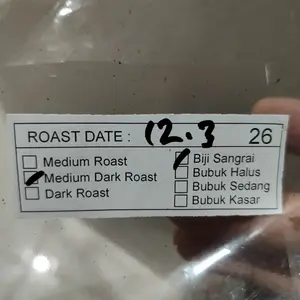 ROAST DATE : 12.3 26
Medium Roast
Medium Dark Roast
Dark Roast
Biji Sangrai
Bubuk Halus
Bubuk Sedang
Bubuk Kasar